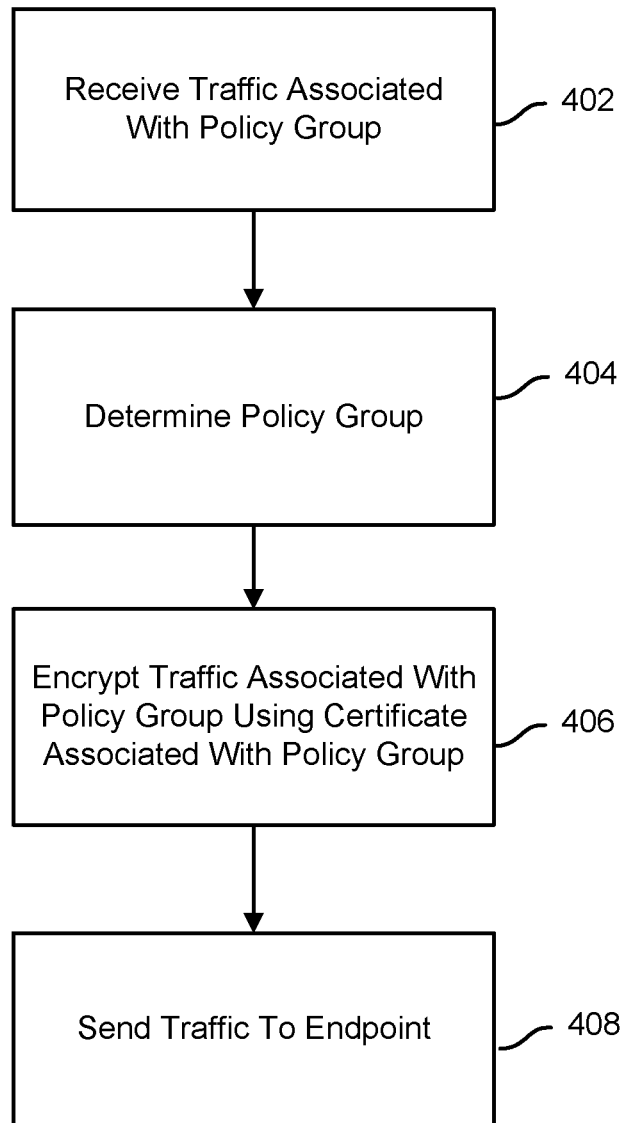 Receive Traffic Associated
With Policy Group
402
Determine Policy Group
404
Encrypt Traffic Associated With
Policy Group Using Certificate
Associated With Policy Group
406
Send Traffic To Endpoint
408